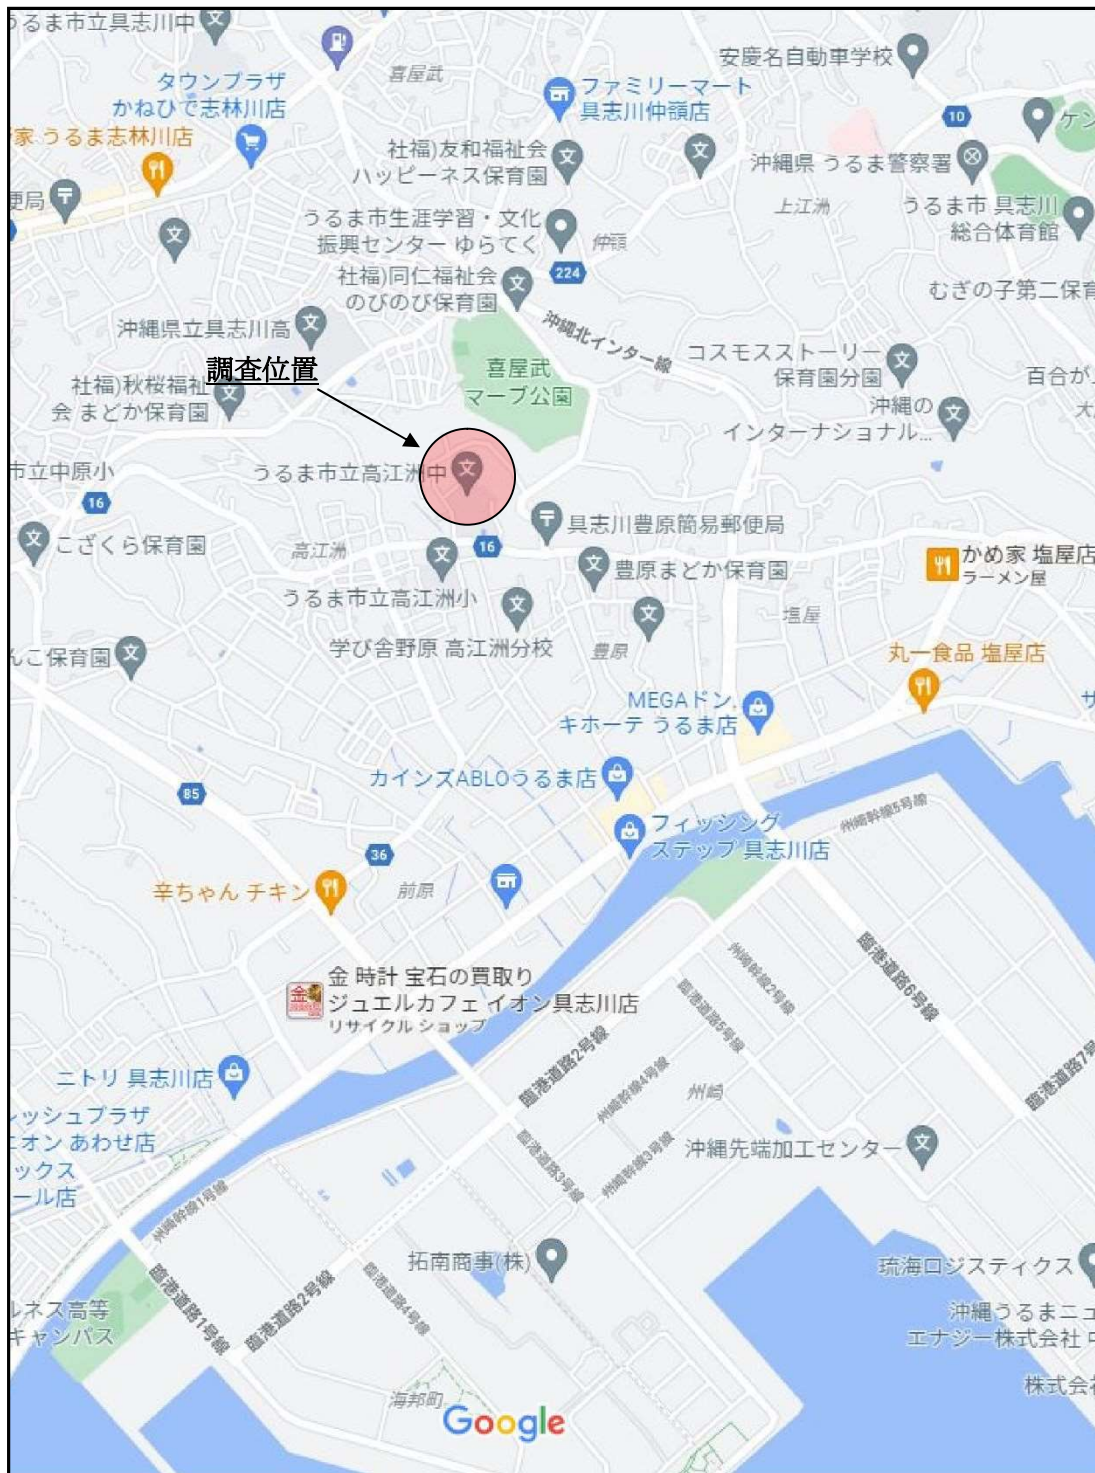 うるま市立具志川中
安慶名自動車学校
喜屋武
タウンプラザ
かねひで志林川店
ファミリーマート
具志川仲嶺店
10
ケン
家 うるま志林川店
社福)友和福祉会
ハッピーネス保育園
沖縄県 うるま警察署
便局
上江洲
うるま市 具志川
総合体育館
うるま市生涯学習・文化
振興センター ゆらてく
仲嶺
224
社福)同仁福祉会
のびのび保育園
むぎの子第二保育
沖縄県立具志川高
沖縄北インター線
調査位置
喜屋武
マーブ公園
コスモスストーリー
保育園分園
百合が
社福)秋桜福祉
会 まどか保育園
沖縄の
インターナショナル...
大
市立中原小
うるま市立高江洲中
16
具志川豊原簡易郵便局
こざくら保育園
高江洲
16
かめ家 塩屋店
ラーメン屋
豊原まどか保育園
うるま市立高江洲小
塩屋
学び舎野原 高江洲分校
豊原
んこ保育園
丸一食品 塩屋店
MEGAドン.
キホーテ うるま店
サ
カインズABLOうるま店
85
フィッシング
ステップ 具志川店
州崎幹線5号線
36
辛ちゃん チキン
前原
臨港道路6号線
州崎幹線2号線
金 時計 宝石の買取り
ジュエルカフェ イオン具志川店
リサイクル ショップ
臨港道路5号線
臨港道路2号線
臨港道路7号
ニトリ 具志川店
州崎幹線4号線
州崎
レッシュプラザ
ニオン あわせ店
ックス
ール店
臨港道路3号線
州崎幹線3号線
沖縄先端加工センター
州崎幹線1号線
拓南商事(株)
琉海ロジスティクス
臨港道路1号線
臨港道路2号線
臨港道路4号線
ルネス高等
キャンパス
沖縄うるまニュ
エナジー株式会社 中
海邦町
株式会社
Google